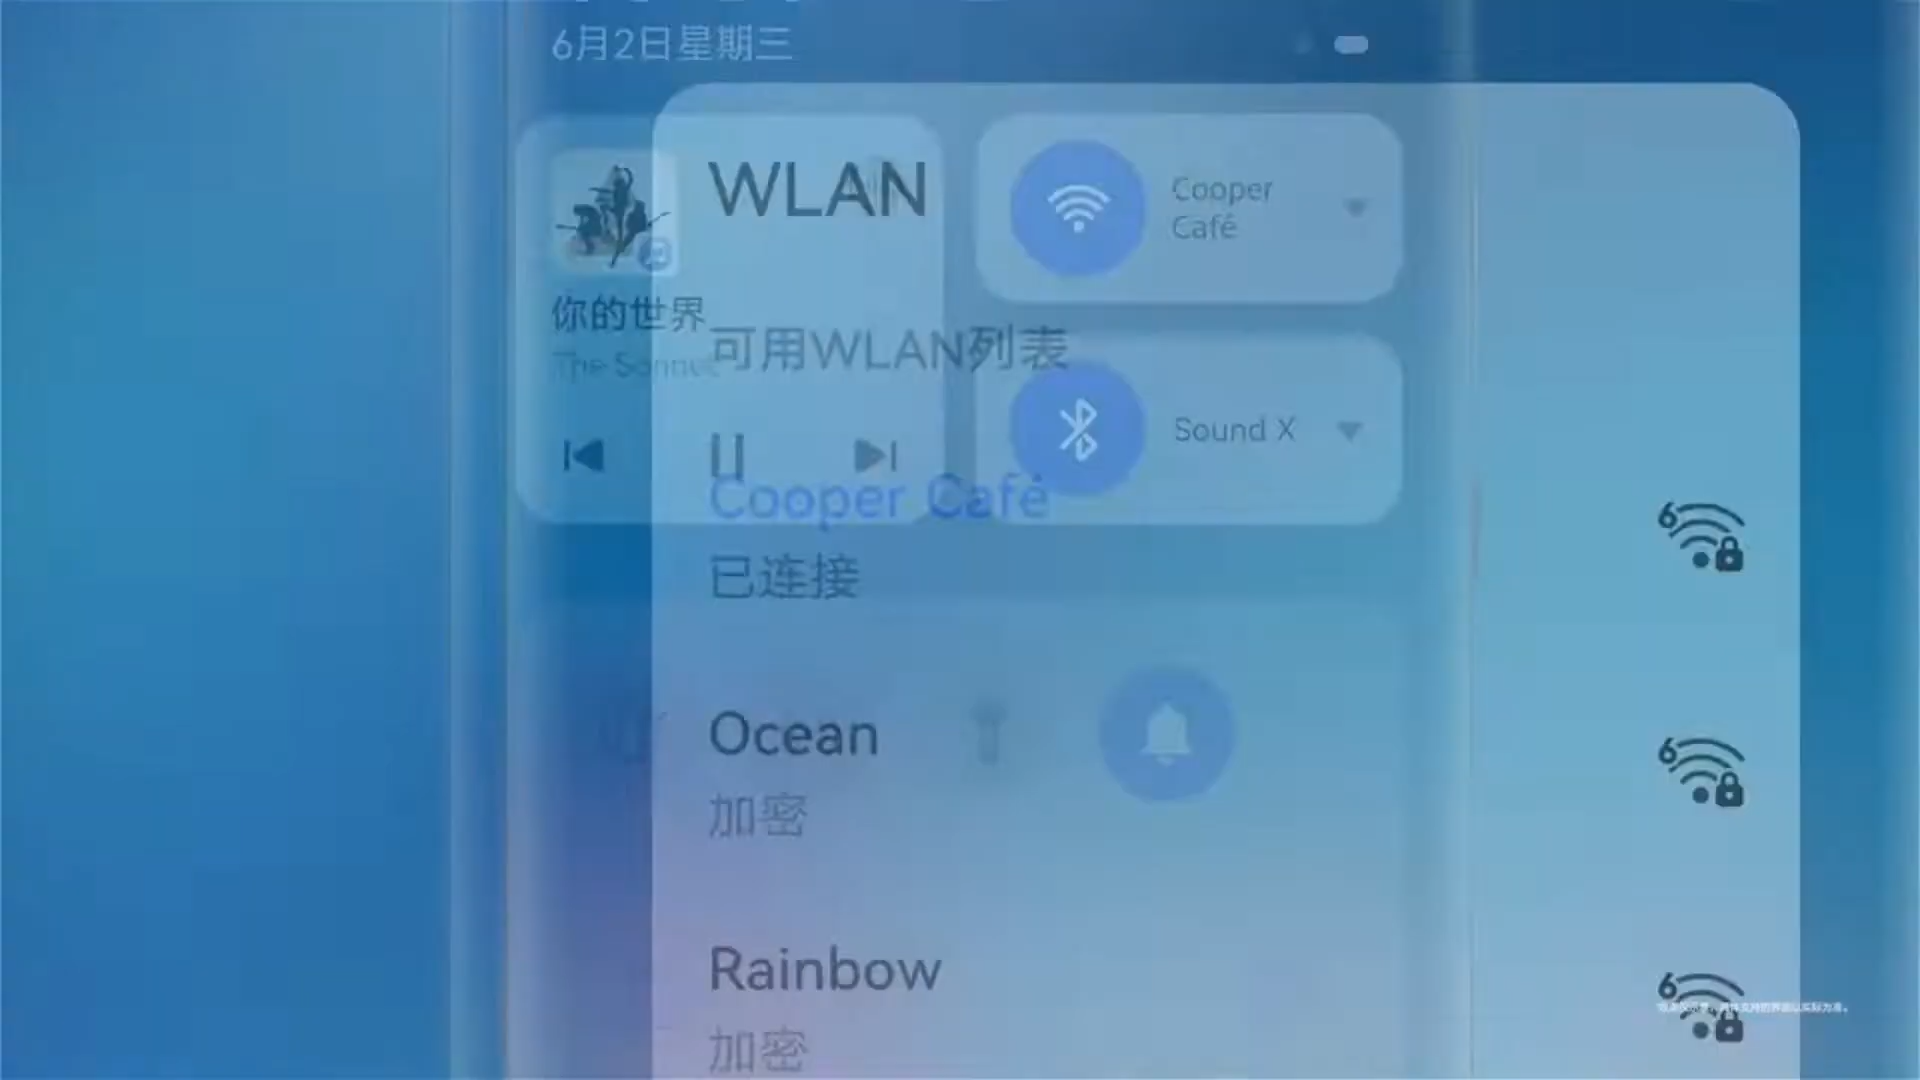 6月2日星期三
WLAN
Cooper
Café
你的世界
可用WLAN列表
Sound X
Cooper Café
已连接
Ocean
加密
Rainbow
加密